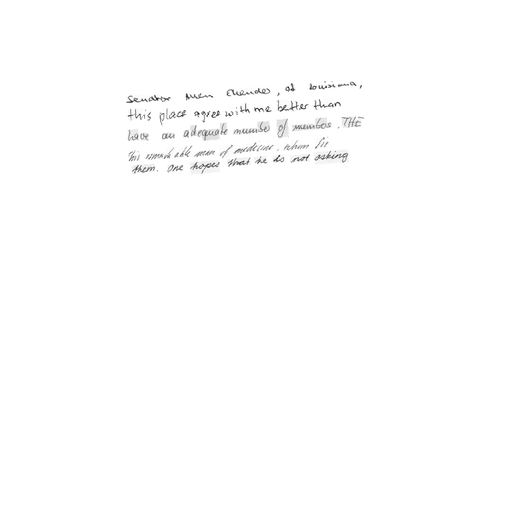 Senator Allen Ellender, of Louisiana,
this place agree with me better than
have an adequate number of members. THE
This remarkable man of medicine, whom Sir
them. One hopes that he is not asking